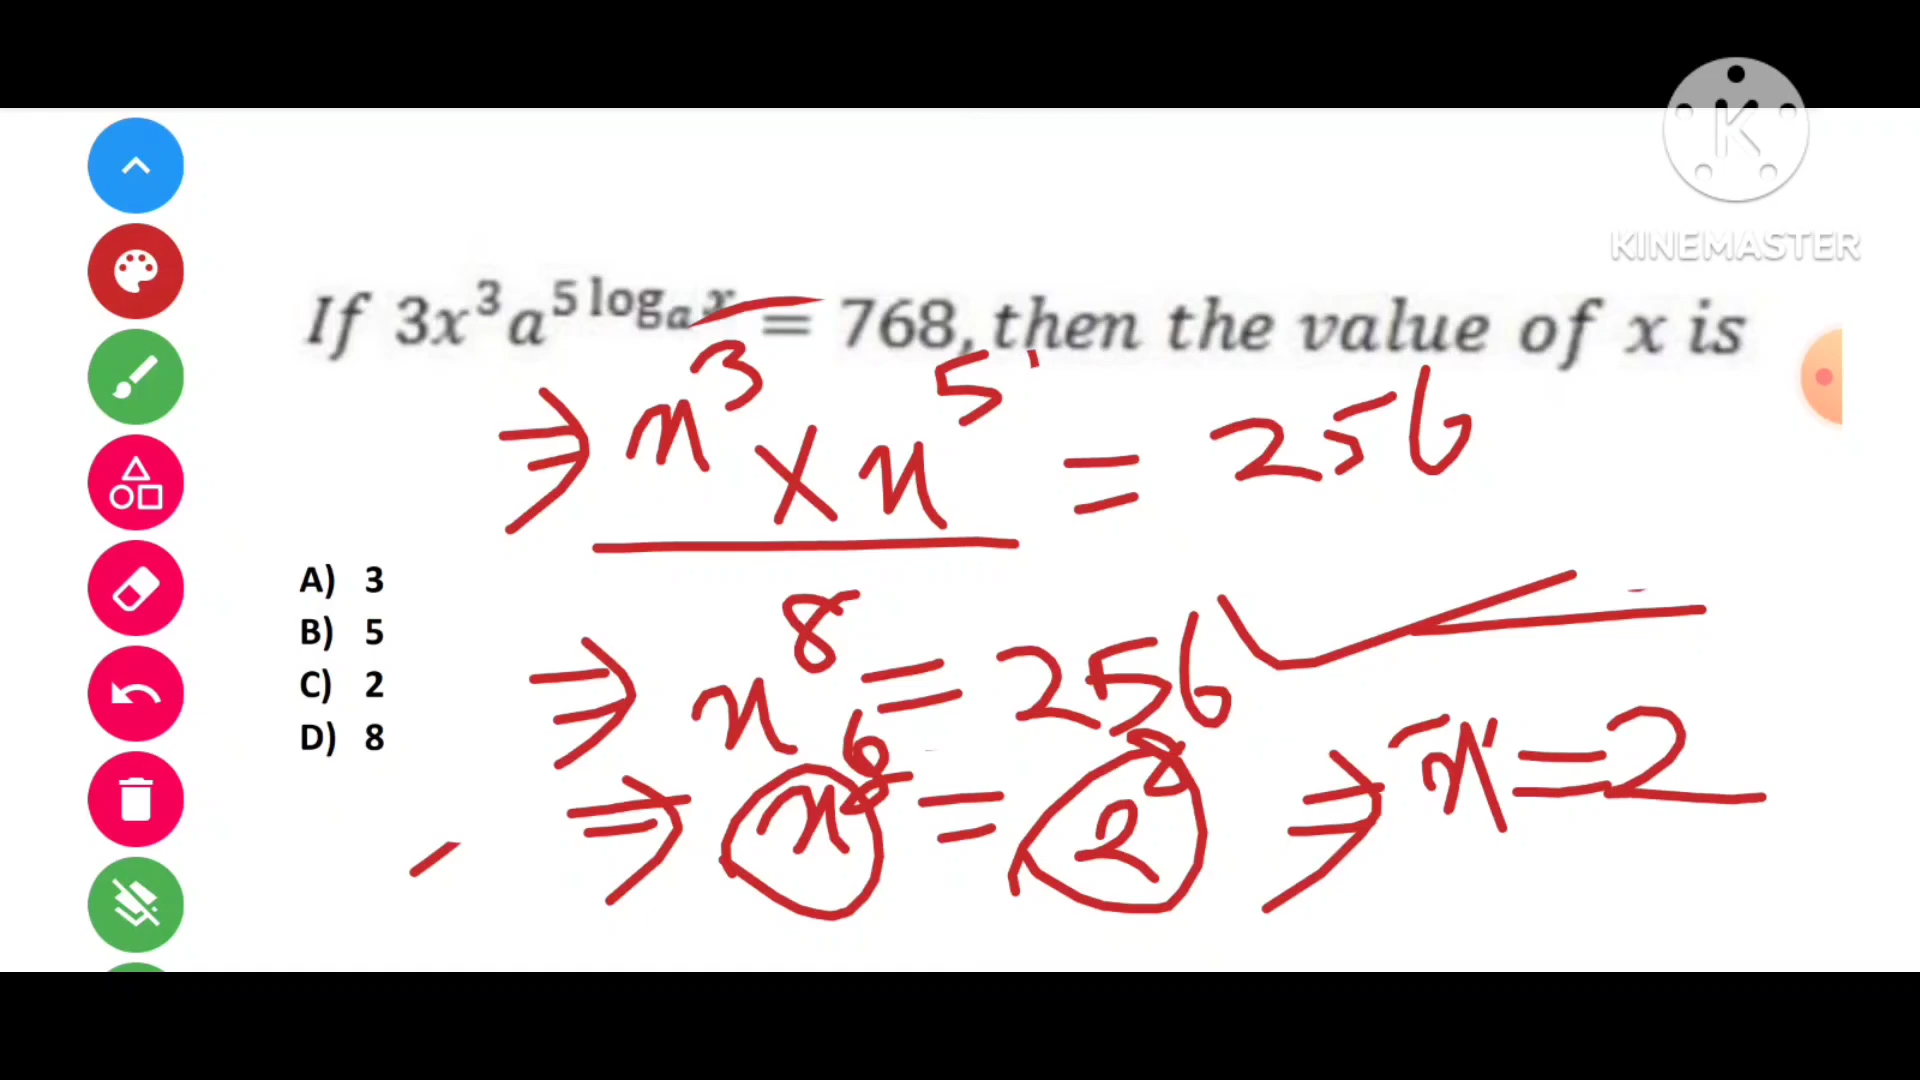 K
KINEMASTER
If 3x³a^{5 logₐ x} = 768, then the value of x is
⇒ x³ × x⁵ = 256
A) 3
B) 5
C) 2
D) 8
⇒ x⁸ = 256
⇒ x⁸ = 2⁸ ⇒ x = 2